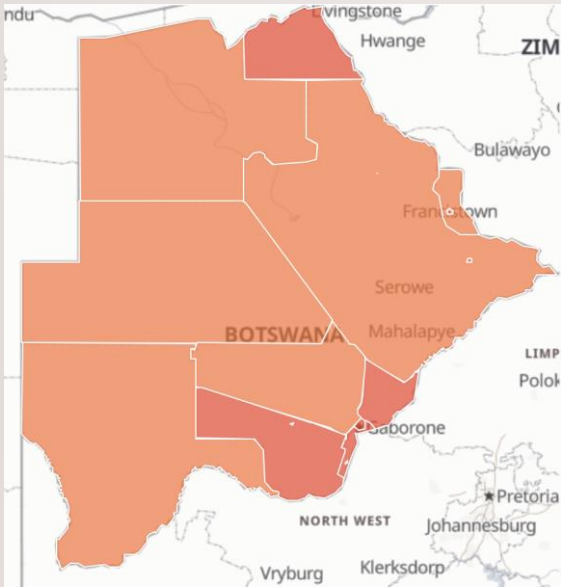 ndu
Livingstone
Hwange
ZIM
Bulawayo
Francistown
Serowe
BOTSWANA
Mahalapye
LIMP
Polok
Gaborone
Pretoria
NORTH WEST
Johannesburg
Vryburg
Klerksdorp